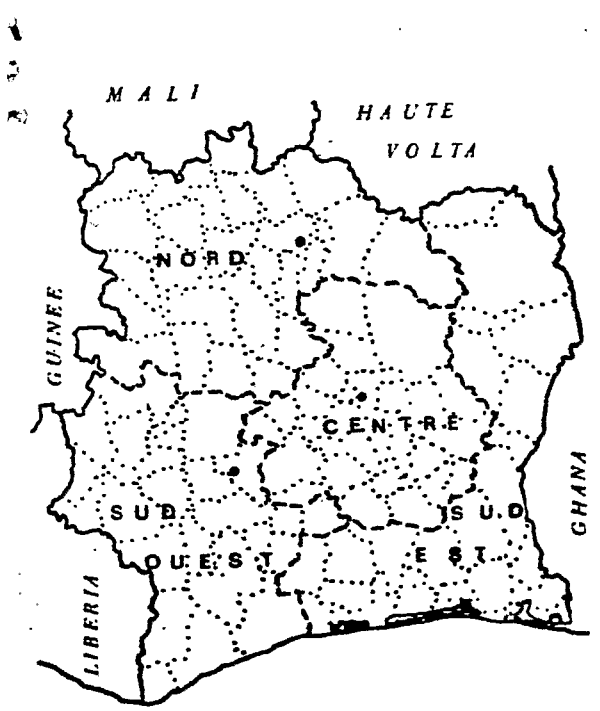 MALI
HAUTE
VOLTA
NORD
GUINEE
CENTRE
GHANA
SUD
OUEST
SUD
EST
LIBERIA